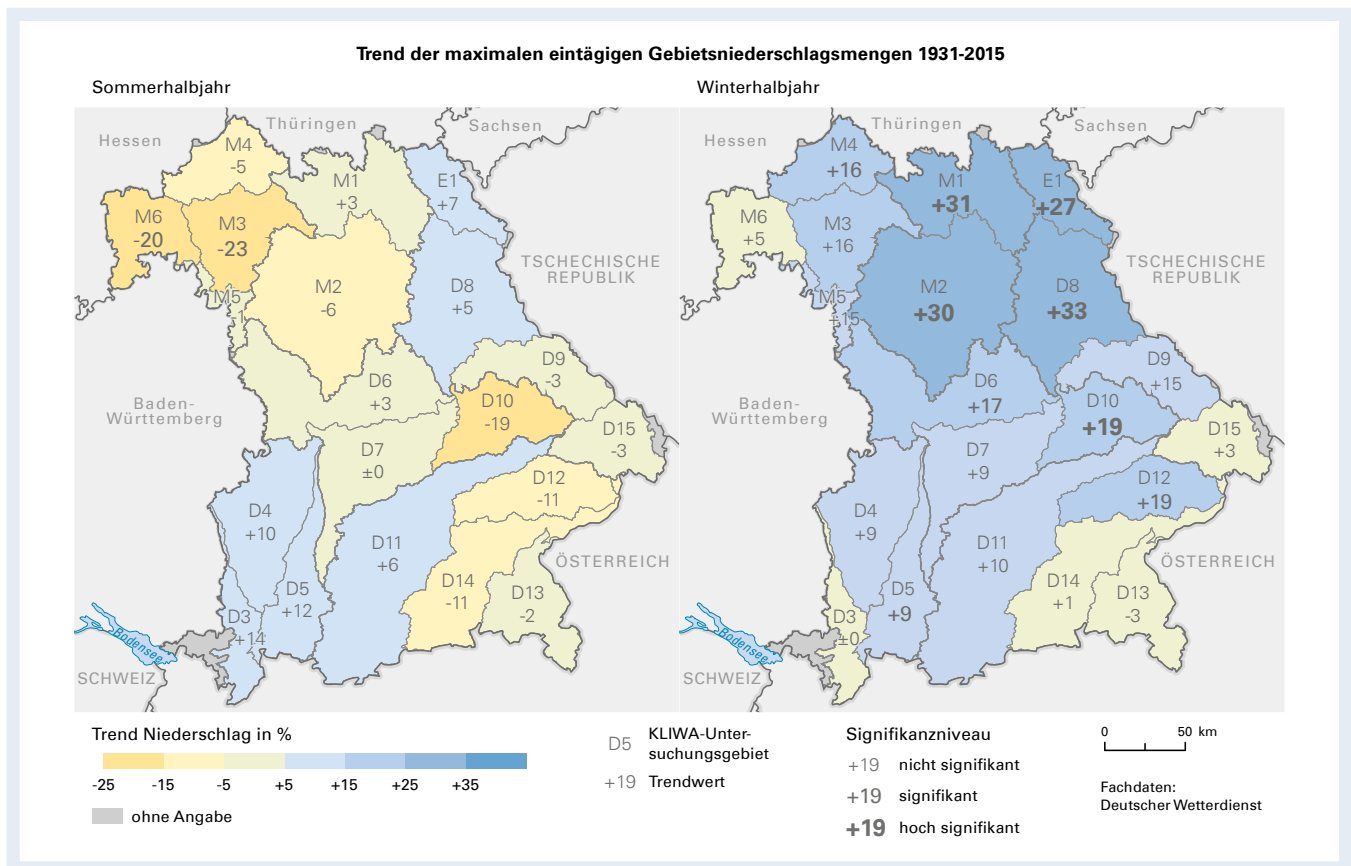 Trend der maximalen eintägigen Gebietsniederschlagsmengen 1931-2015
Sommerhalbjahr
Hessen
Thüringen
Sachsen
M4
-5
M1
+3
E1
+7
M6
-20
M3
-23
TSCHECHISCHE
REPUBLIK
M2
-6
D8
+5
M5
-1
D9
-3
D6
+3
D10
-19
Baden-
Württemberg
D15
-3
D7
±0
D12
-11
D4
+10
D11
+6
ÖSTERREICH
D5
+12
D14
-11
D13
-2
D3
+14
Bodensee
SCHWEIZ
Winterhalbjahr
Hessen
Thüringen
Sachsen
M4
+16
M1
+31
E1
+27
M6
+5
M3
+16
TSCHECHISCHE
REPUBLIK
M2
+30
D8
+33
M5
+15
D9
+15
D6
+17
D10
+19
Baden-
Württemberg
D15
+3
D7
+9
D12
+19
D4
+9
D11
+10
ÖSTERREICH
D5
+9
D14
+1
D13
-3
D3
±0
Bodensee
SCHWEIZ
Trend Niederschlag in %
-25 -15 -5 +5 +15 +25 +35
ohne Angabe
D5 KLIWA-Unter-
suchungsgebiet
+19 Trendwert
Signifikanzniveau
+19 nicht signifikant
+19 signifikant
+19 hoch signifikant
0 50 km
Fachdaten:
Deutscher Wetterdienst